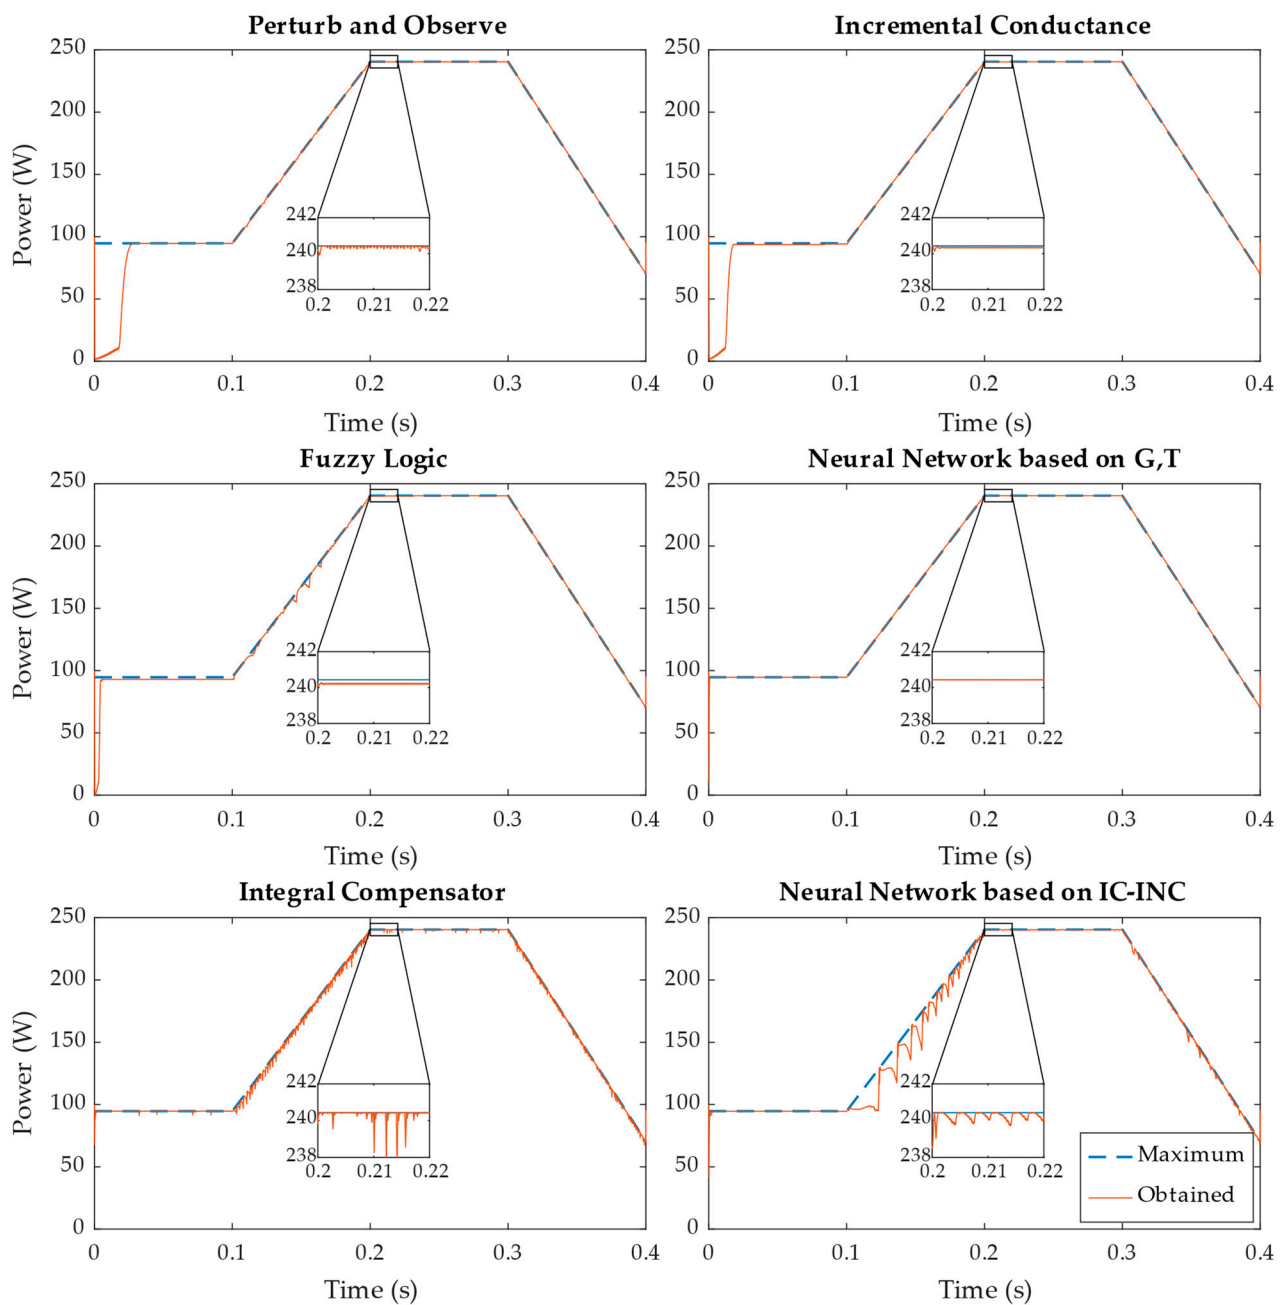 Perturb and Observe
250
200
150
100
50
0
Power (W)
242
240
238
0.2 0.21 0.22
0 0.1 0.2 0.3 0.4
Time (s)
Incremental Conductance
250
200
150
100
50
0
242
240
238
0.2 0.21 0.22
0 0.1 0.2 0.3 0.4
Time (s)
Fuzzy Logic
250
200
150
100
50
0
Power (W)
242
240
238
0.2 0.21 0.22
0 0.1 0.2 0.3 0.4
Time (s)
Neural Network based on G,T
250
200
150
100
50
0
242
240
238
0.2 0.21 0.22
0 0.1 0.2 0.3 0.4
Time (s)
Integral Compensator
250
200
150
100
50
0
Power (W)
242
240
238
0.2 0.21 0.22
0 0.1 0.2 0.3 0.4
Time (s)
Neural Network based on IC-INC
250
200
150
100
50
0
242
240
238
0.2 0.21 0.22
Maximum
Obtained
0 0.1 0.2 0.3 0.4
Time (s)